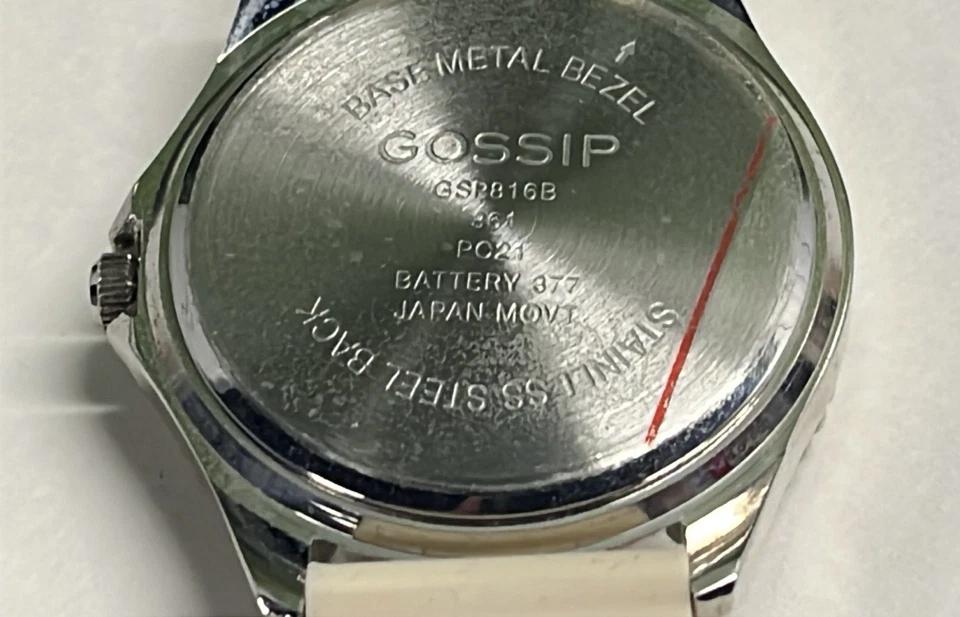 BASE METAL BEZEL
GOSSIP
GSP816B
361
PC21
BATTERY 377
JAPAN MOVT
STAINLESS STEEL BACK